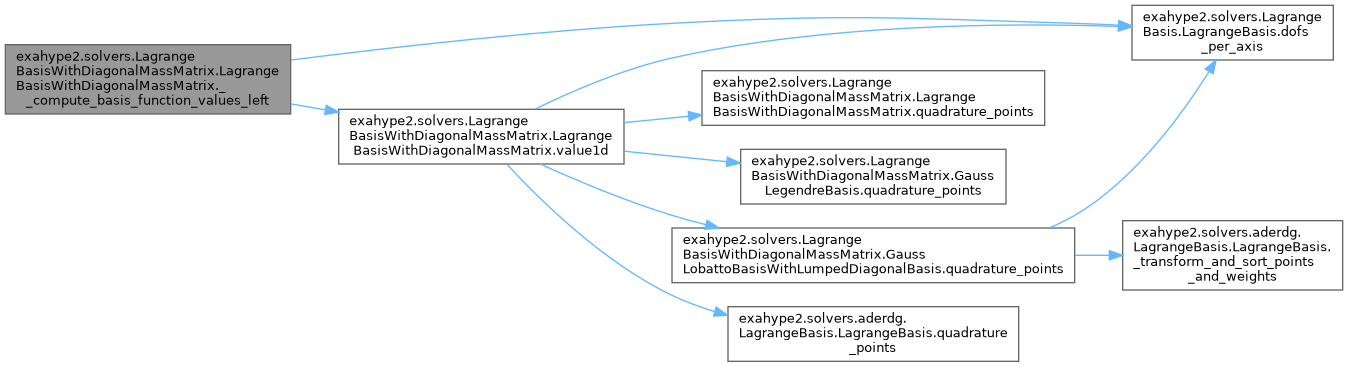 exahype2.solvers.Lagrange
BasisWithDiagonalMassMatrix.Lagrange
BasisWithDiagonalMassMatrix._
_compute_basis_function_values_left
exahype2.solvers.Lagrange
BasisWithDiagonalMassMatrix.Lagrange
BasisWithDiagonalMassMatrix.value1d
exahype2.solvers.Lagrange
Basis.LagrangeBasis.dofs
_per_axis
exahype2.solvers.Lagrange
BasisWithDiagonalMassMatrix.Lagrange
BasisWithDiagonalMassMatrix.quadrature_points
exahype2.solvers.Lagrange
BasisWithDiagonalMassMatrix.Gauss
LegendreBasis.quadrature_points
exahype2.solvers.Lagrange
BasisWithDiagonalMassMatrix.Gauss
LobattoBasisWithLumpedDiagonalBasis.quadrature_points
exahype2.solvers.aderdg.
LagrangeBasis.LagrangeBasis.
_transform_and_sort_points
_and_weights
exahype2.solvers.aderdg.
LagrangeBasis.LagrangeBasis.quadrature
_points